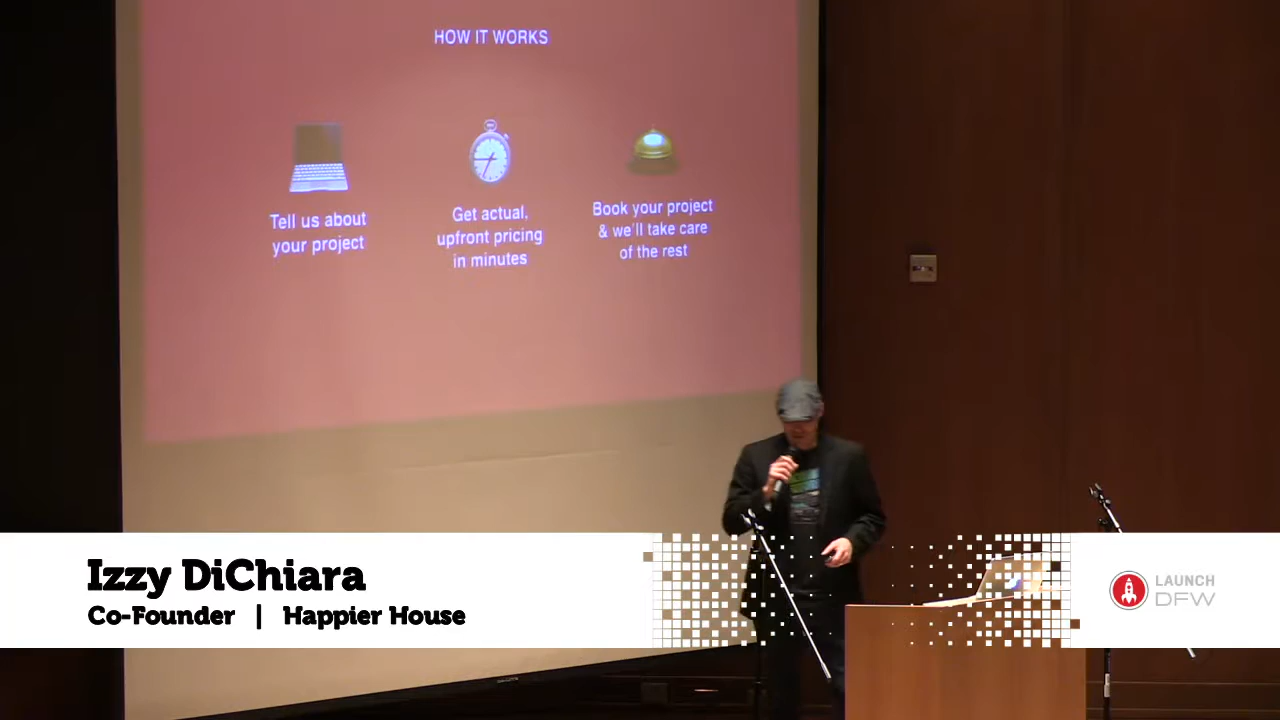 HOW IT WORKS
Tell us about
your project
Get actual,
upfront pricing
in minutes
Book your project
& we'll take care
of the rest
Izzy DiChiara
Co-Founder | Happier House
LAUNCH
DFW